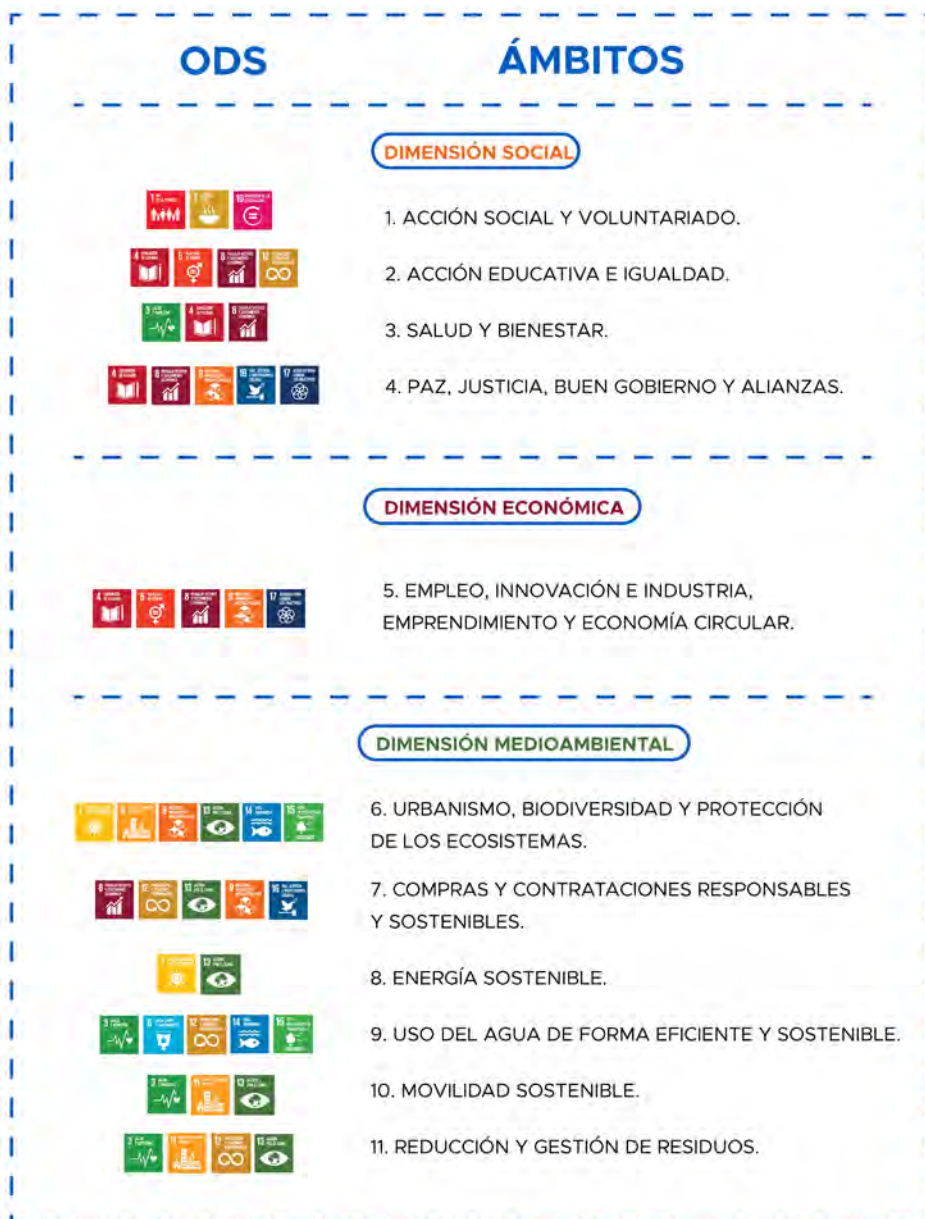 ODS
ÁMBITOS
DIMENSIÓN SOCIAL
1. ACCIÓN SOCIAL Y VOLUNTARIADO.
2. ACCIÓN EDUCATIVA E IGUALDAD.
3. SALUD Y BIENESTAR.
4. PAZ, JUSTICIA, BUEN GOBIERNO Y ALIANZAS.
DIMENSIÓN ECONÓMICA
5. EMPLEO, INNOVACIÓN E INDUSTRIA,
EMPRENDIMIENTO Y ECONOMÍA CIRCULAR.
DIMENSIÓN MEDIOAMBIENTAL
6. URBANISMO, BIODIVERSIDAD Y PROTECCIÓN
DE LOS ECOSISTEMAS.
7. COMPRAS Y CONTRATACIONES RESPONSABLES
Y SOSTENIBLES.
8. ENERGÍA SOSTENIBLE.
9. USO DEL AGUA DE FORMA EFICIENTE Y SOSTENIBLE.
10. MOVILIDAD SOSTENIBLE.
11. REDUCCIÓN Y GESTIÓN DE RESIDUOS.